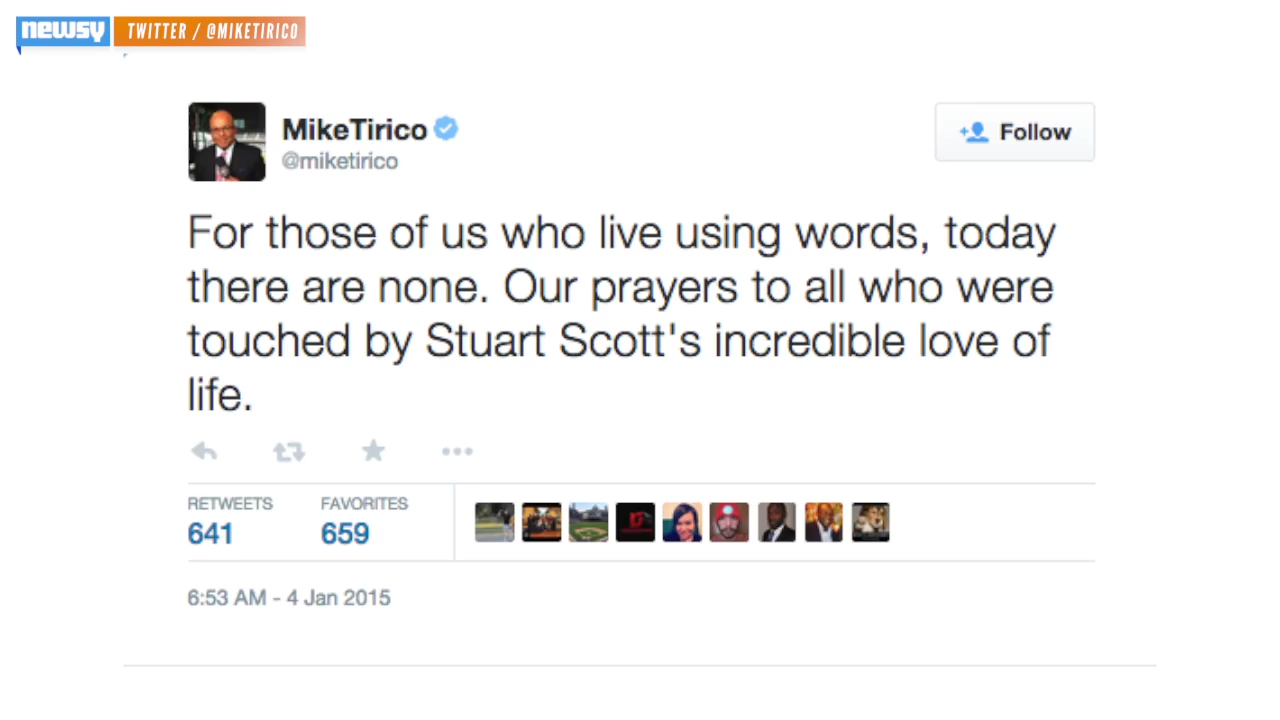 newsy TWITTER / @MIKETIRICO
MikeTirico
@miketirico
Follow
For those of us who live using words, today
there are none. Our prayers to all who were
touched by Stuart Scott's incredible love of
life.
RETWEETS FAVORITES
641 659
6:53 AM - 4 Jan 2015